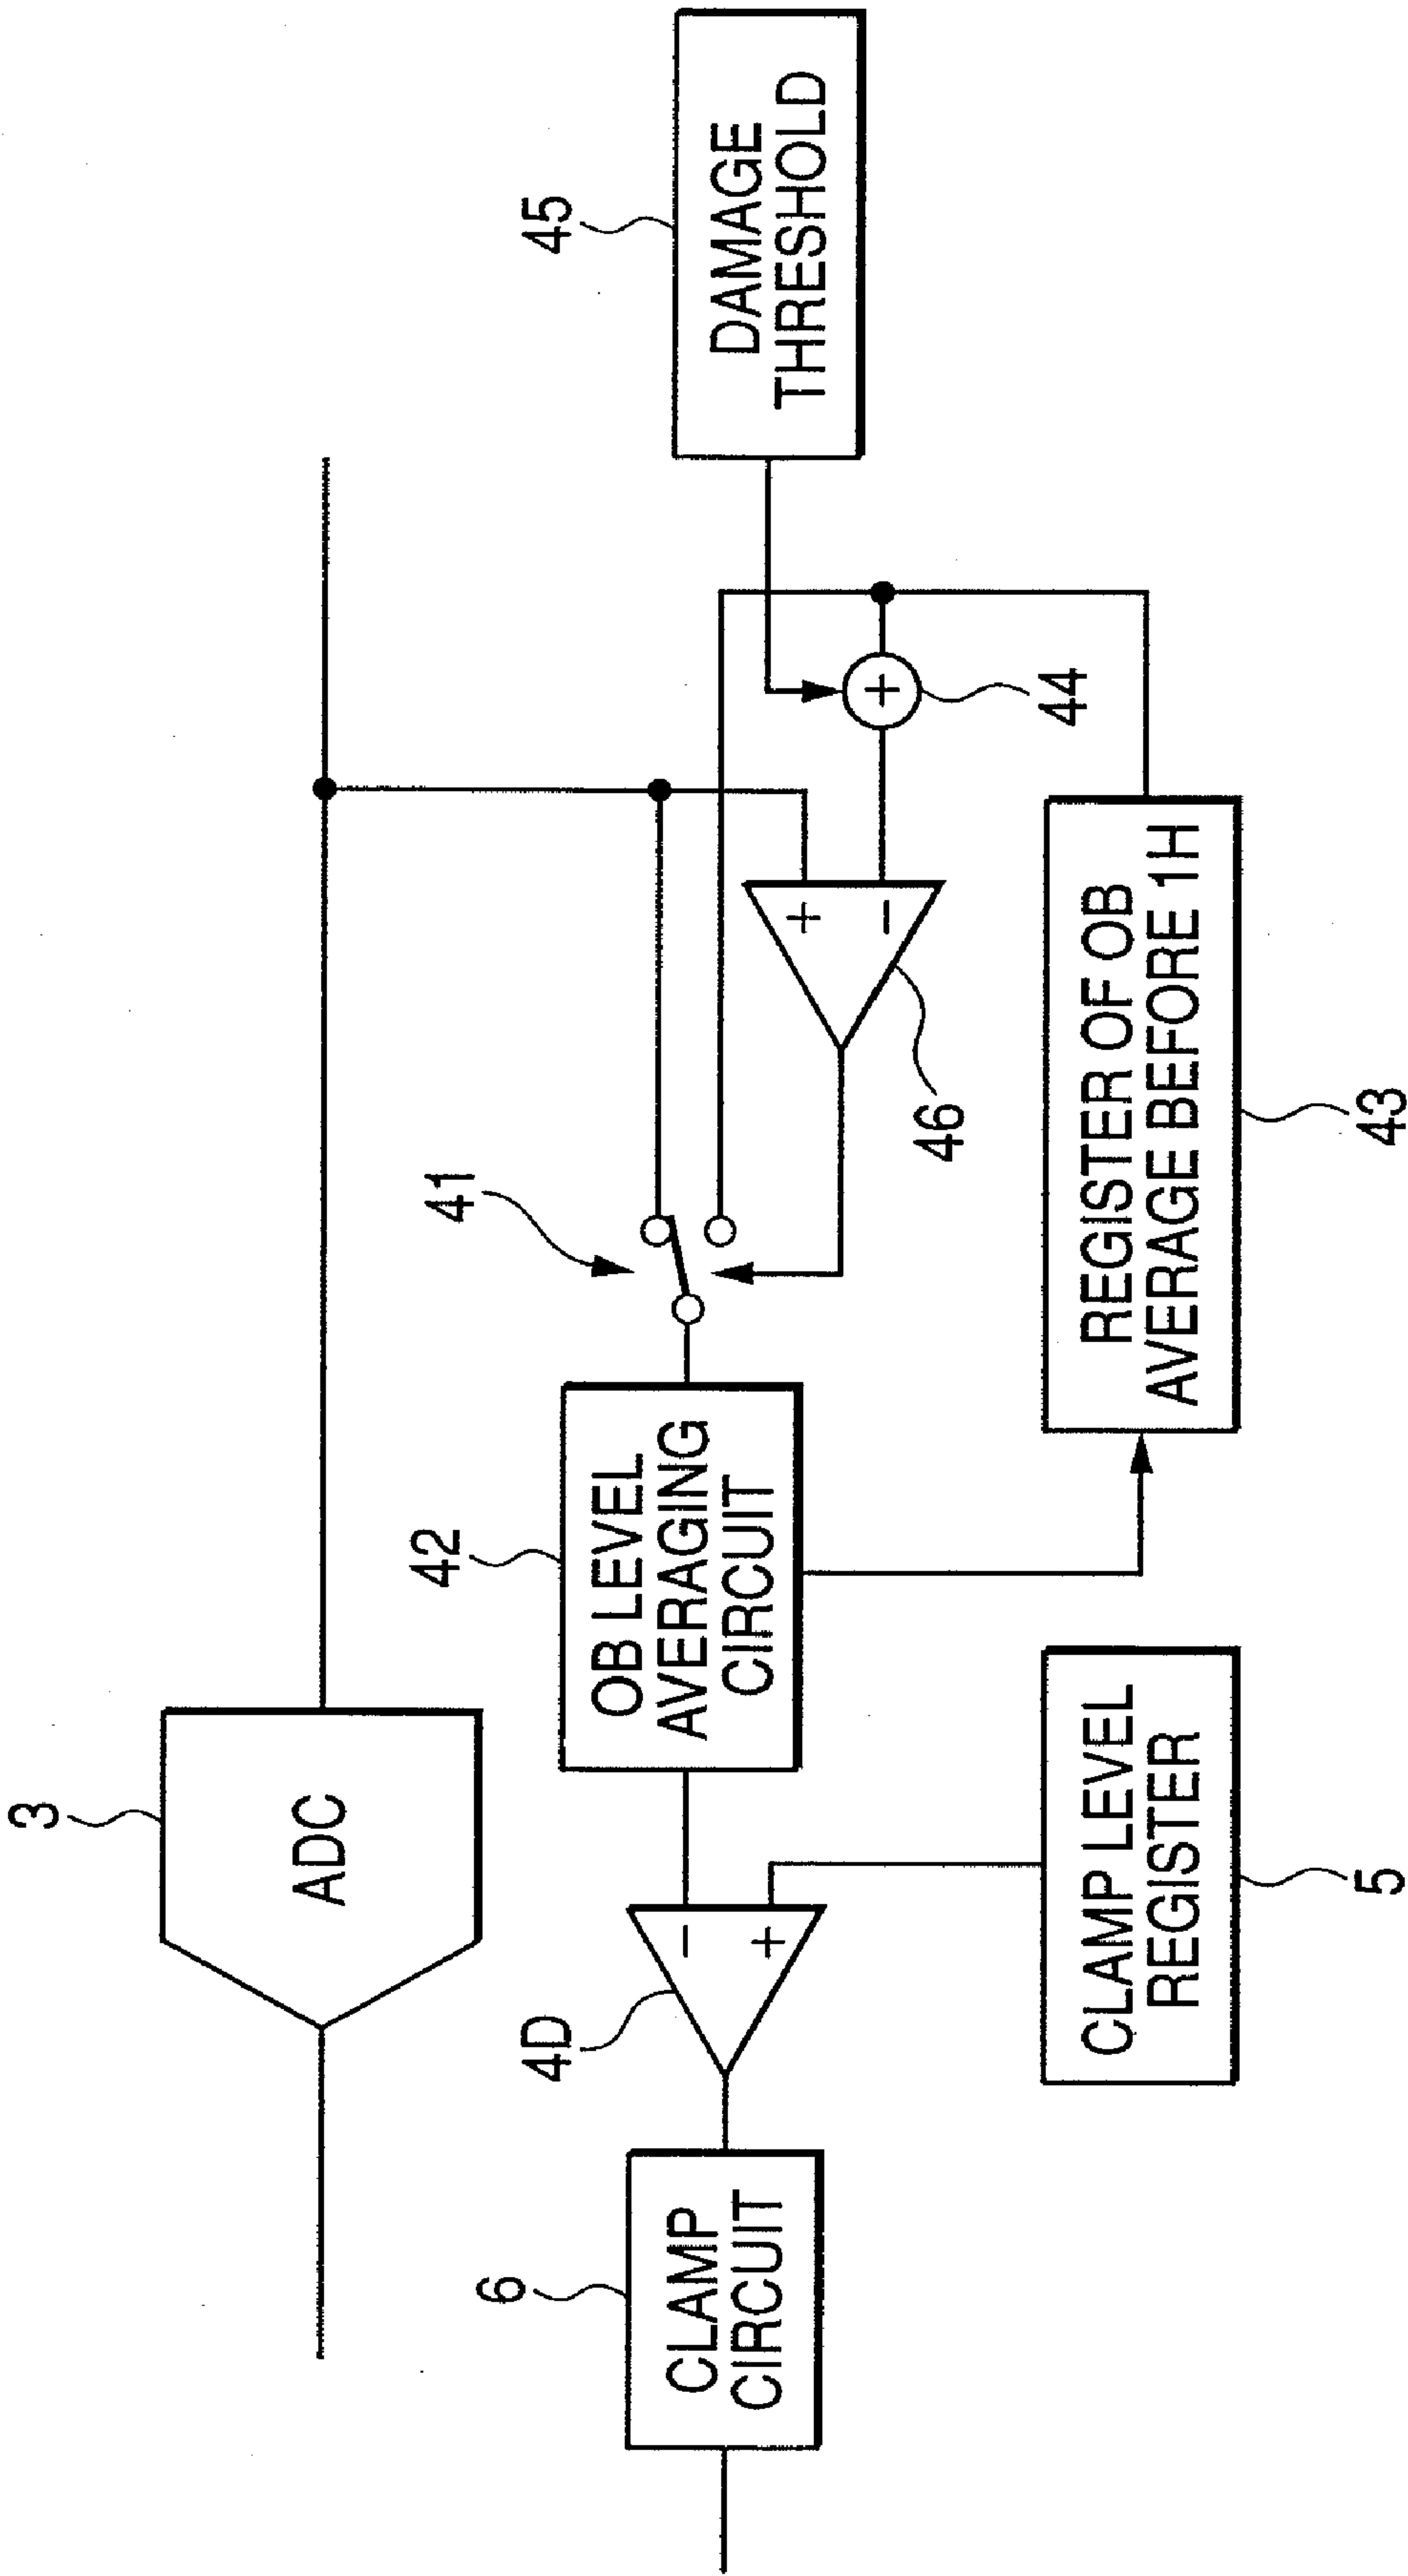 3
ADC
45
DAMAGE
THRESHOLD
41
42
OB LEVEL
AVERAGING
CIRCUIT
+
−
46
+
44
6
CLAMP
CIRCUIT
4D
−
+
CLAMP LEVEL
REGISTER
5
REGISTER OF OB
AVERAGE BEFORE 1H
43